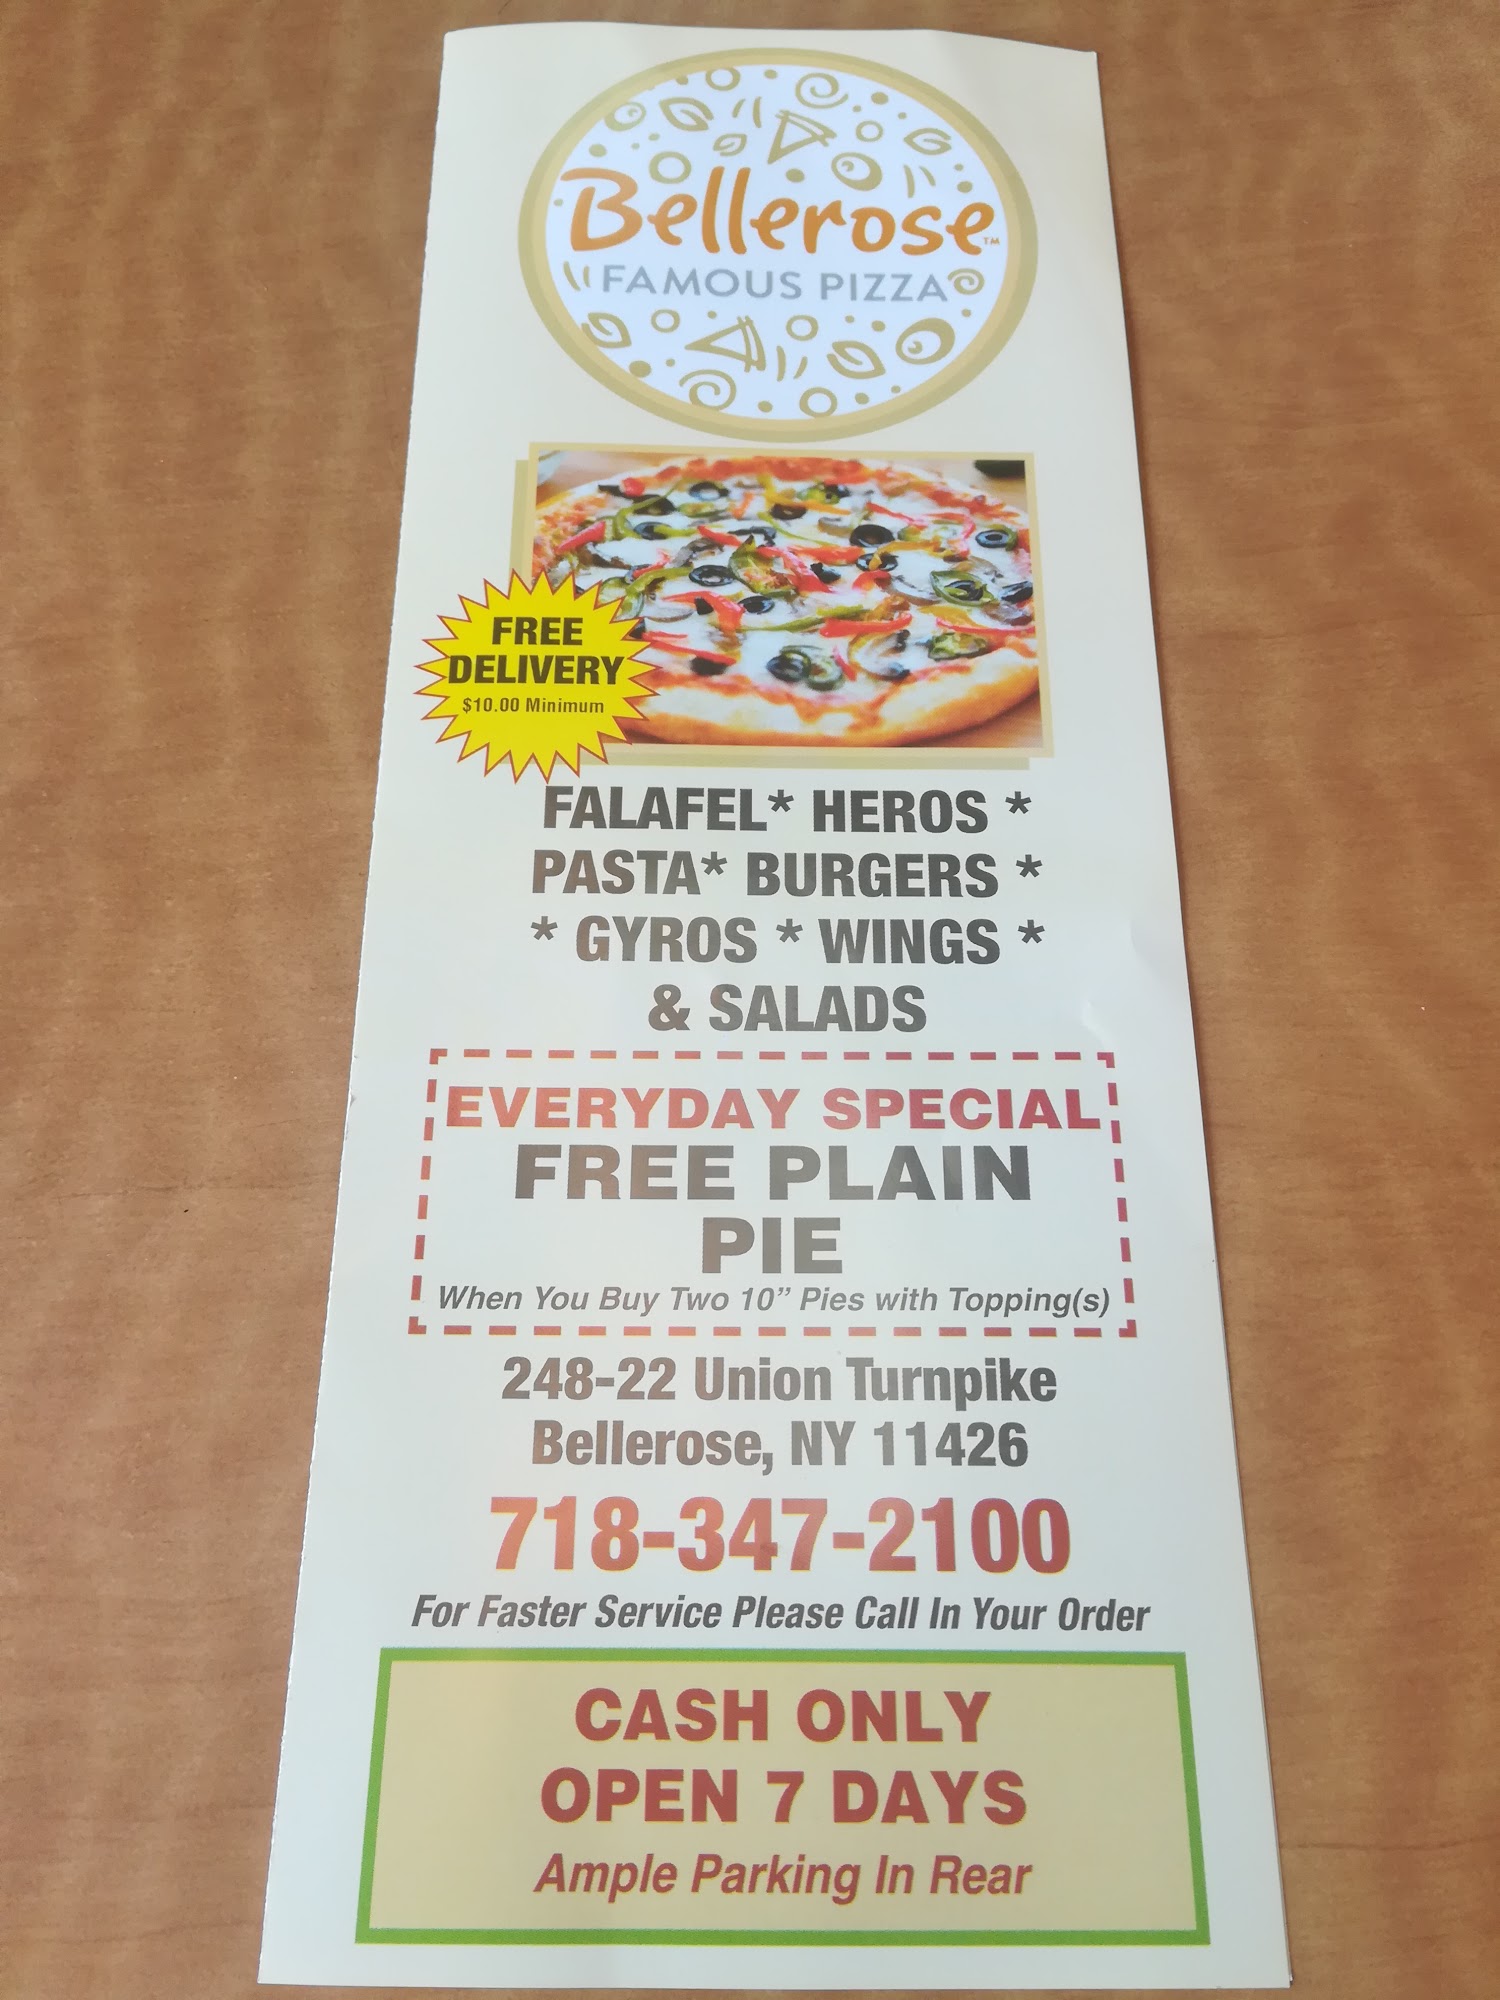 Bellerose™
FAMOUS PIZZA
FREE
DELIVERY
$10.00 Minimum
FALAFEL* HEROS *
PASTA* BURGERS *
* GYROS * WINGS *
& SALADS
EVERYDAY SPECIAL
FREE PLAIN
PIE
When You Buy Two 10” Pies with Topping(s)
248-22 Union Turnpike
Bellerose, NY 11426
718-347-2100
For Faster Service Please Call In Your Order
CASH ONLY
OPEN 7 DAYS
Ample Parking In Rear